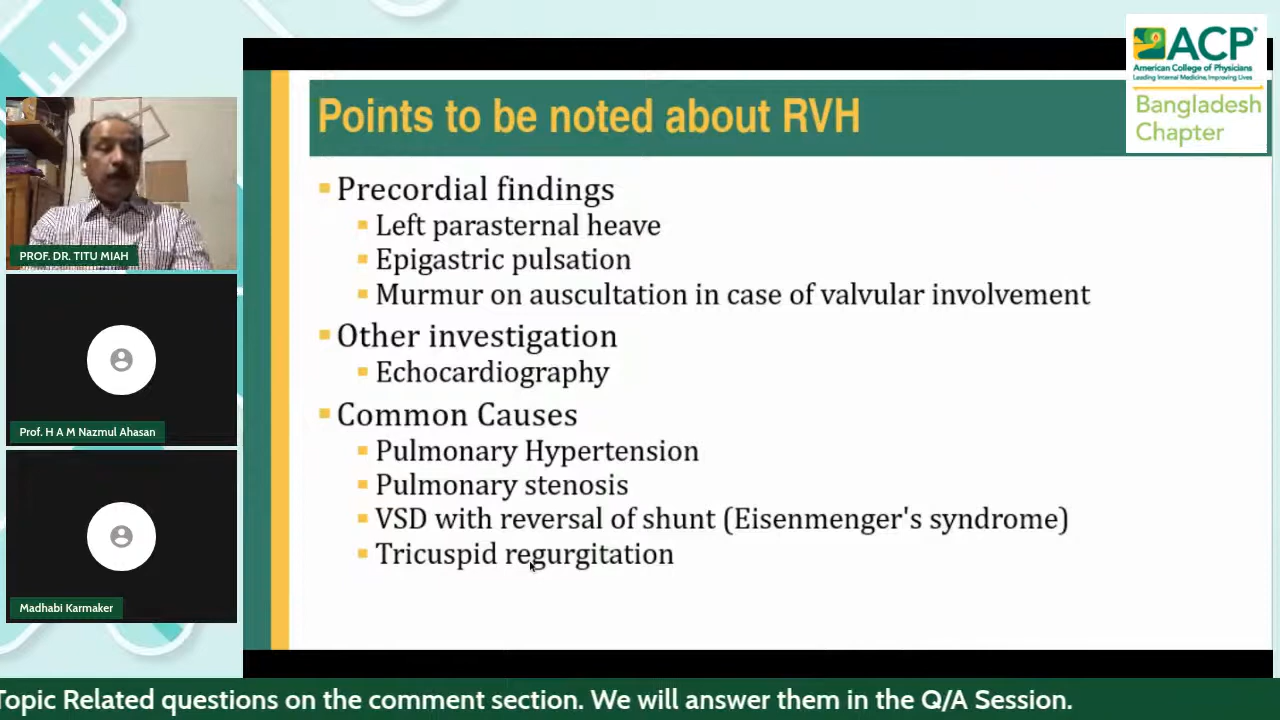 ACP®
American College of Physicians
Leading Internal Medicine, Improving Lives
Bangladesh
Chapter
Points to be noted about RVH
Precordial findings
Left parasternal heave
Epigastric pulsation
Murmur on auscultation in case of valvular involvement
Other investigation
Echocardiography
Common Causes
Pulmonary Hypertension
Pulmonary stenosis
VSD with reversal of shunt (Eisenmenger's syndrome)
Tricuspid regurgitation
PROF. DR. TITU MIAH
Prof. H A M Nazmul Ahasan
Madhabi Karmaker
Topic Related questions on the comment section. We will answer them in the Q/A Session.